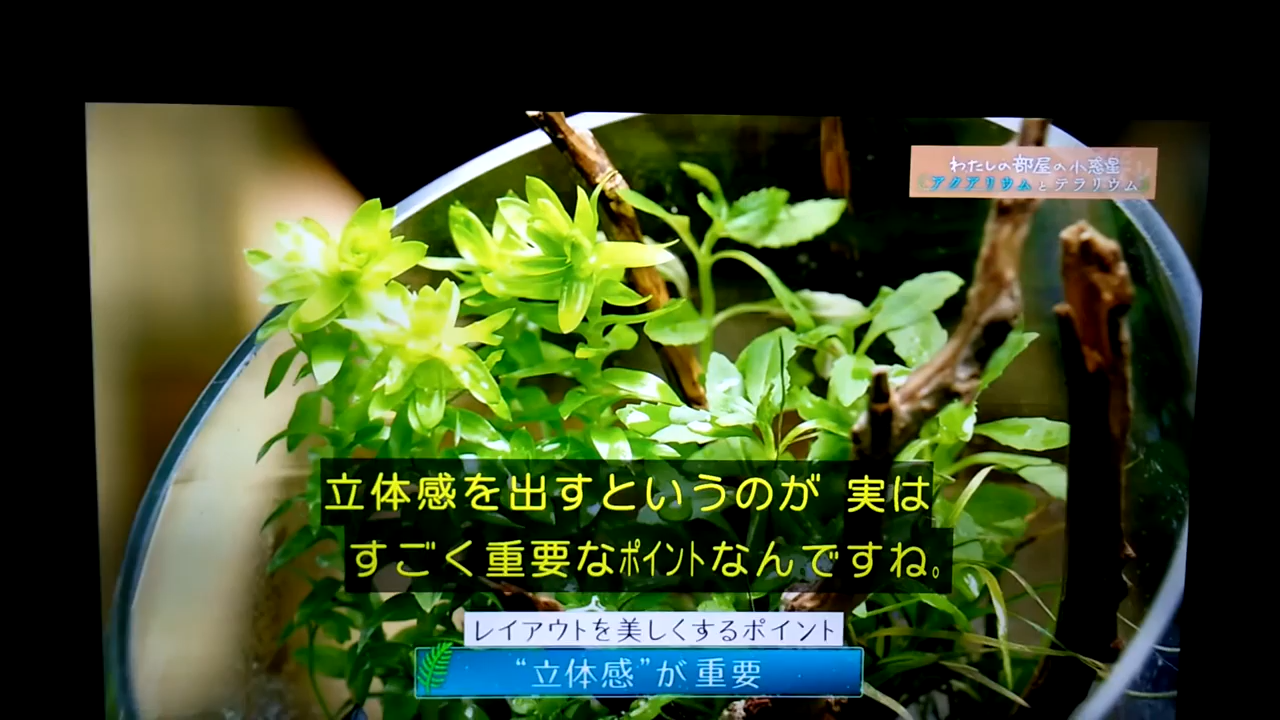 わたしの部屋の小惑星
アクアリウムとテラリウム
立体感を出すというのが 実は
すごく重要なポイントなんですね。
レイアウトを美しくするポイント
“立体感”が重要